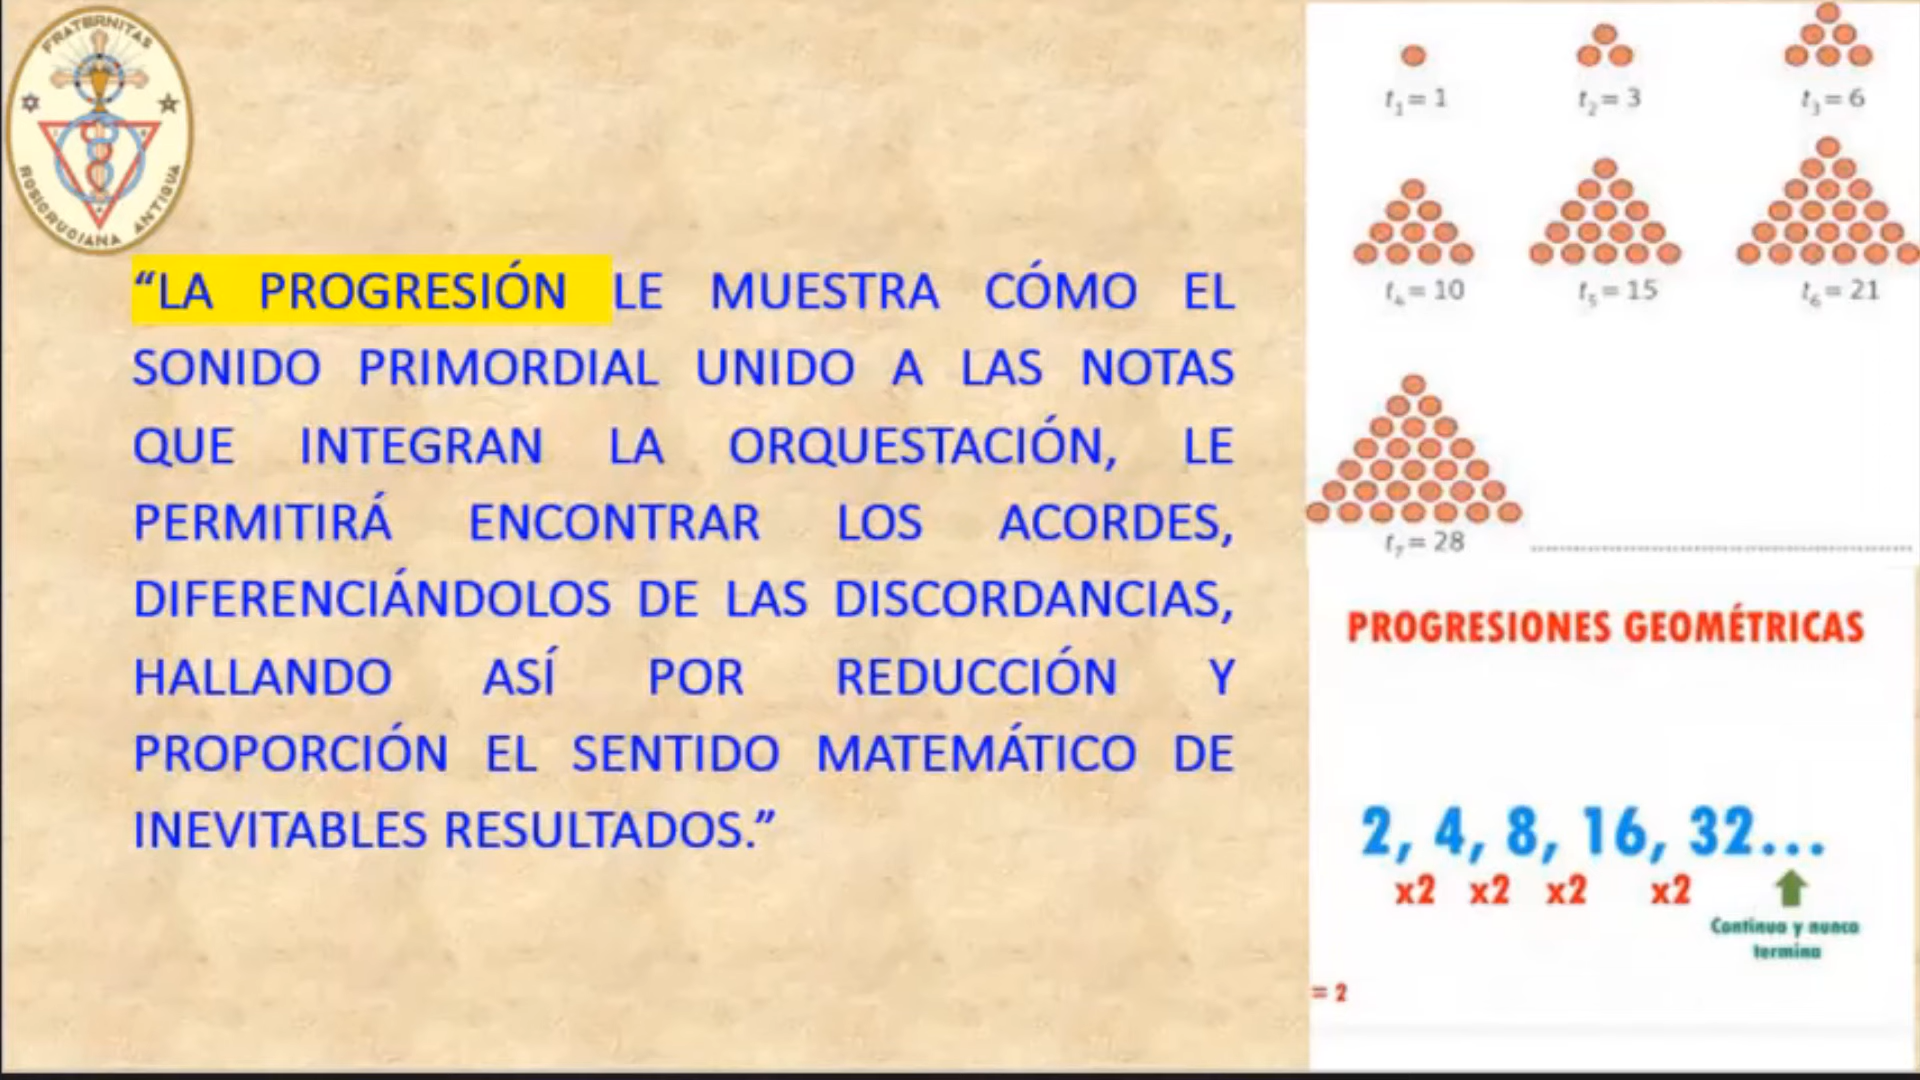 FRATERNITAS
ROSICRUCIANA ANTIQUA
“LA PROGRESIÓN LE MUESTRA CÓMO EL
SONIDO PRIMORDIAL UNIDO A LAS NOTAS
QUE INTEGRAN LA ORQUESTACIÓN, LE
PERMITIRÁ ENCONTRAR LOS ACORDES,
DIFERENCIÁNDOLOS DE LAS DISCORDANCIAS,
HALLANDO ASÍ POR REDUCCIÓN Y
PROPORCIÓN EL SENTIDO MATEMÁTICO DE
INEVITABLES RESULTADOS.”
t₁= 1 t₂= 3 t₃= 6
t₄= 10 t₅= 15 t₆= 21
t₇= 28
PROGRESIONES GEOMÉTRICAS
2, 4, 8, 16, 32...
x2 x2 x2 x2
Continua y nunca
termina
= 2